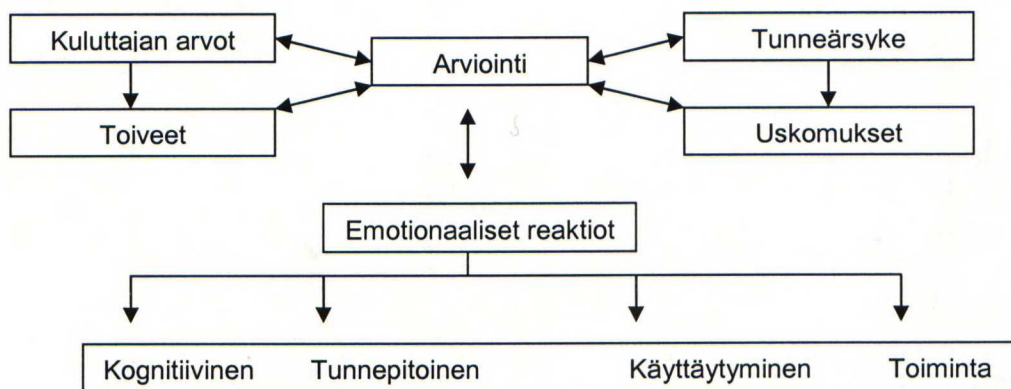 Kuluttajan arvot
Arviointi
Tunneärsyke
Toiveet
Uskomukset
Emotionaaliset reaktiot
Kognitiivinen Tunnepitoinen Käyttäytyminen Toiminta